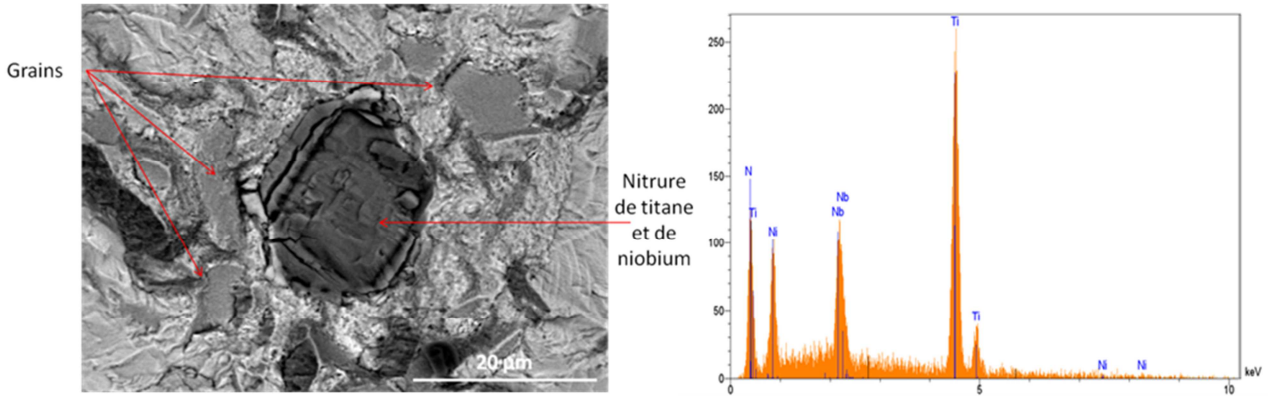 Grains
Nitrure
de titane
et de
niobium
20 µm
250
200
150
100
50
0
N
Ti
Ni
Nb
Nb
Ti
Ti
Ni
Ni
0
5
10
keV